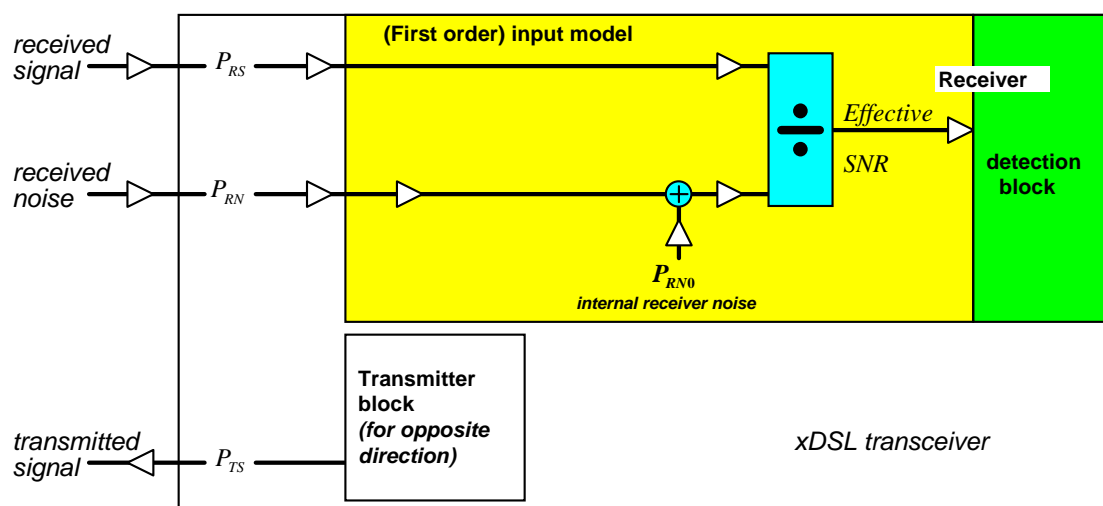 (First order) input model
received
signal
P_RS
Receiver
Effective
SNR
÷
detection
block
received
noise
P_RN
+
P_RN0
internal receiver noise
Transmitter
block
(for opposite
direction)
transmitted
signal
P_TS
xDSL transceiver